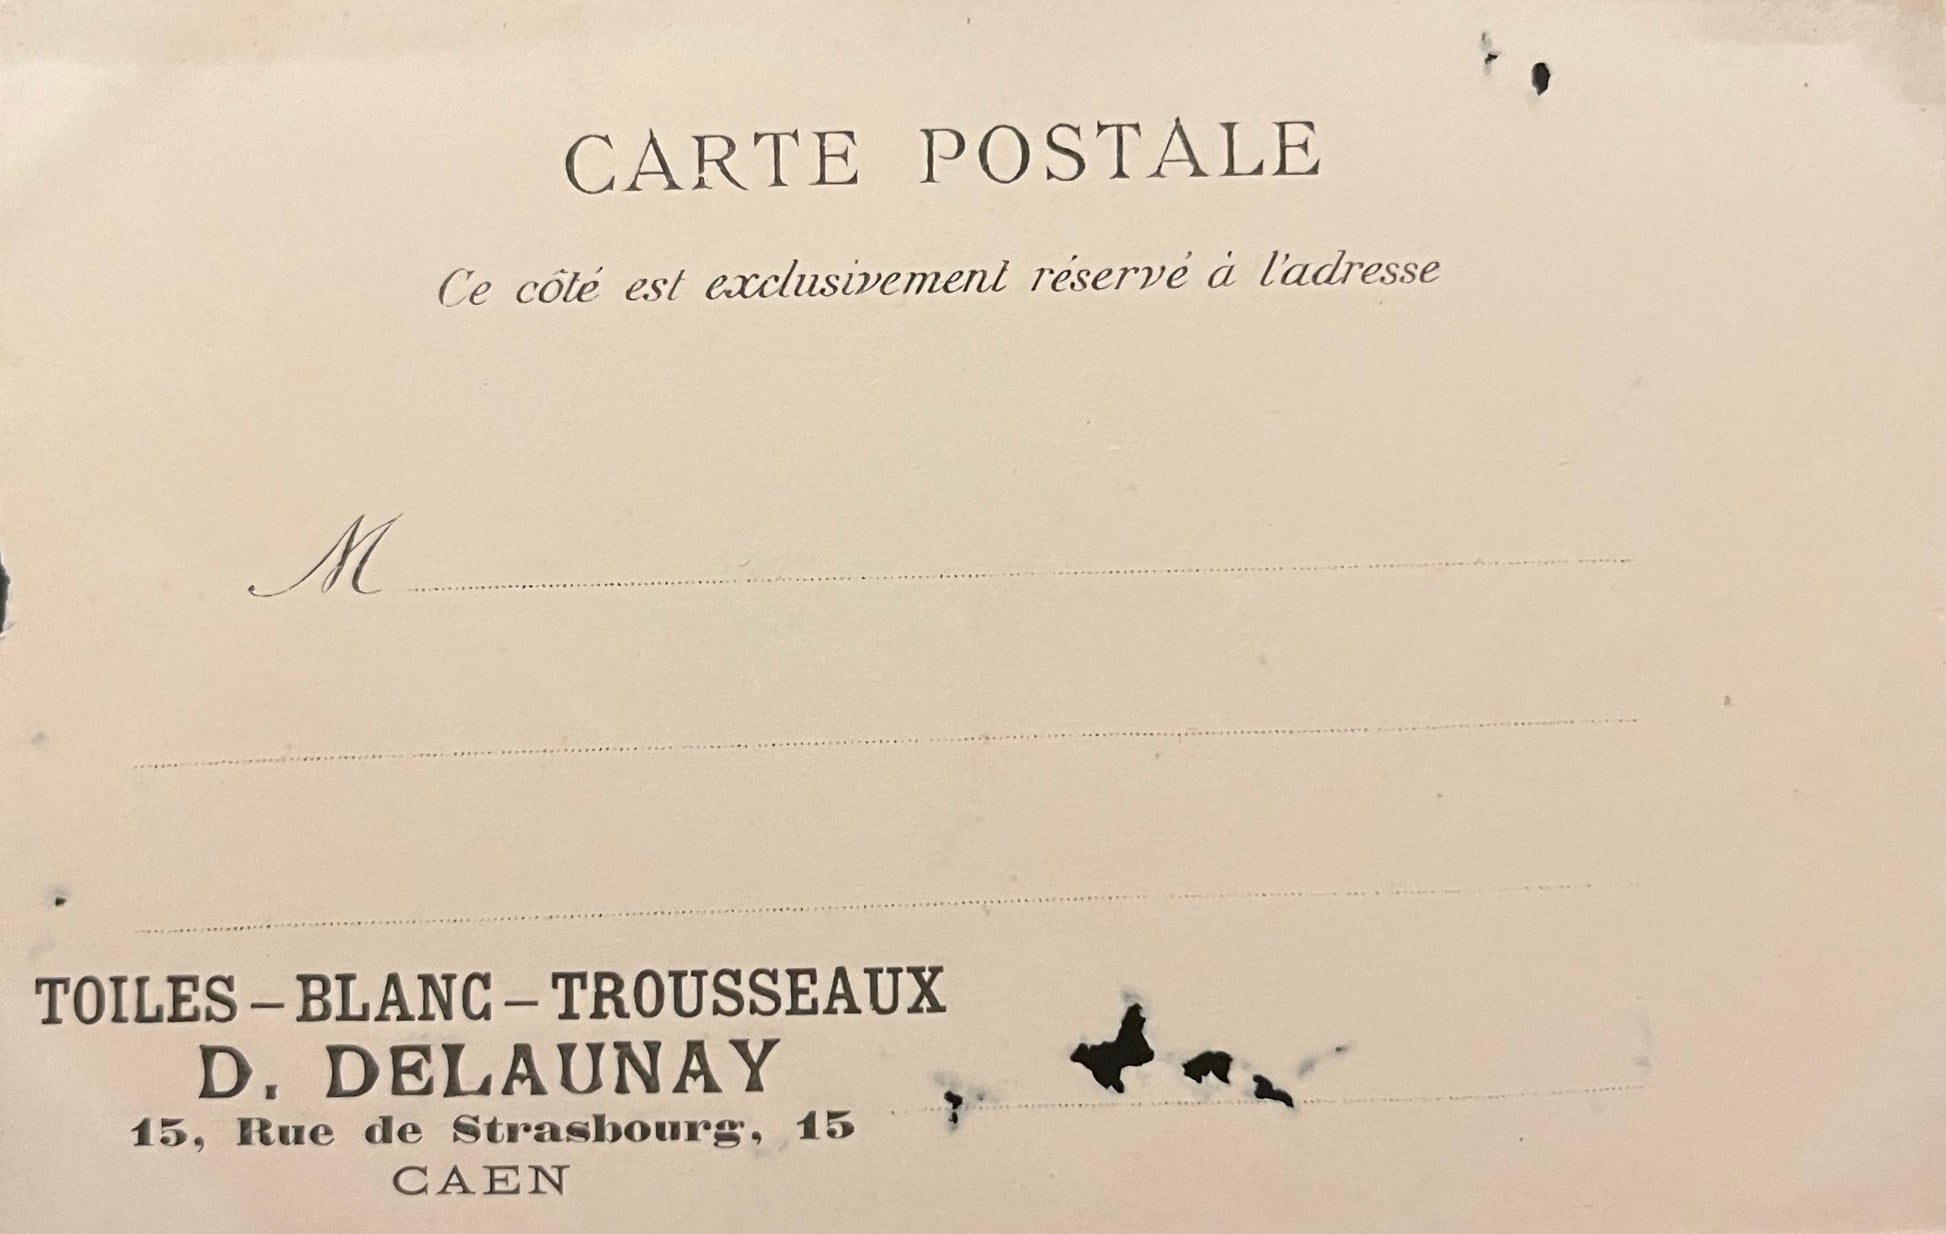 CARTE POSTALE
Ce côté est exclusivement réservé à l'adresse
M
TOILES – BLANC – TROUSSEAUX
D. DELAUNAY
15, Rue de Strasbourg, 15
CAEN